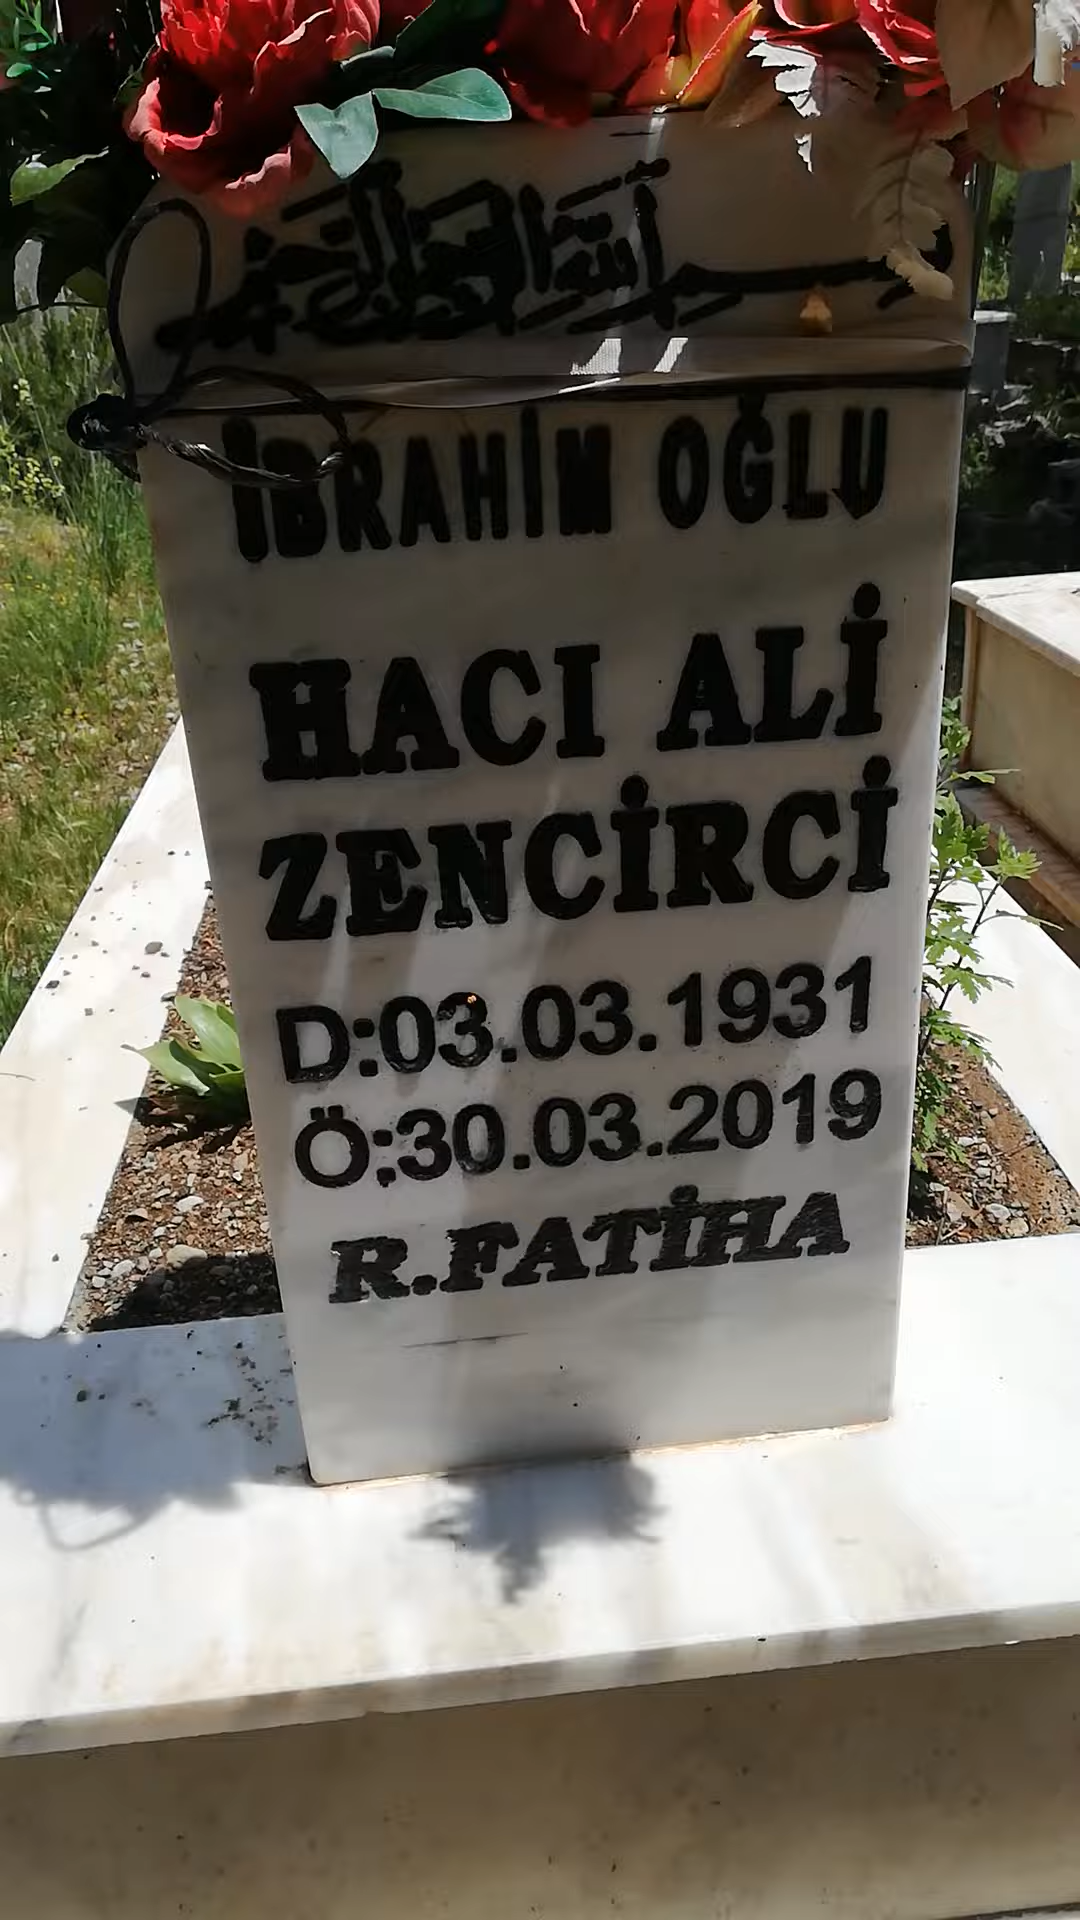 بسم الله الرحمن الرحيم
İBRAHİM OĞLU
HACI ALİ
ZENCİRCİ
D:03.03.1931
Ö:30.03.2019
R.FATİHA